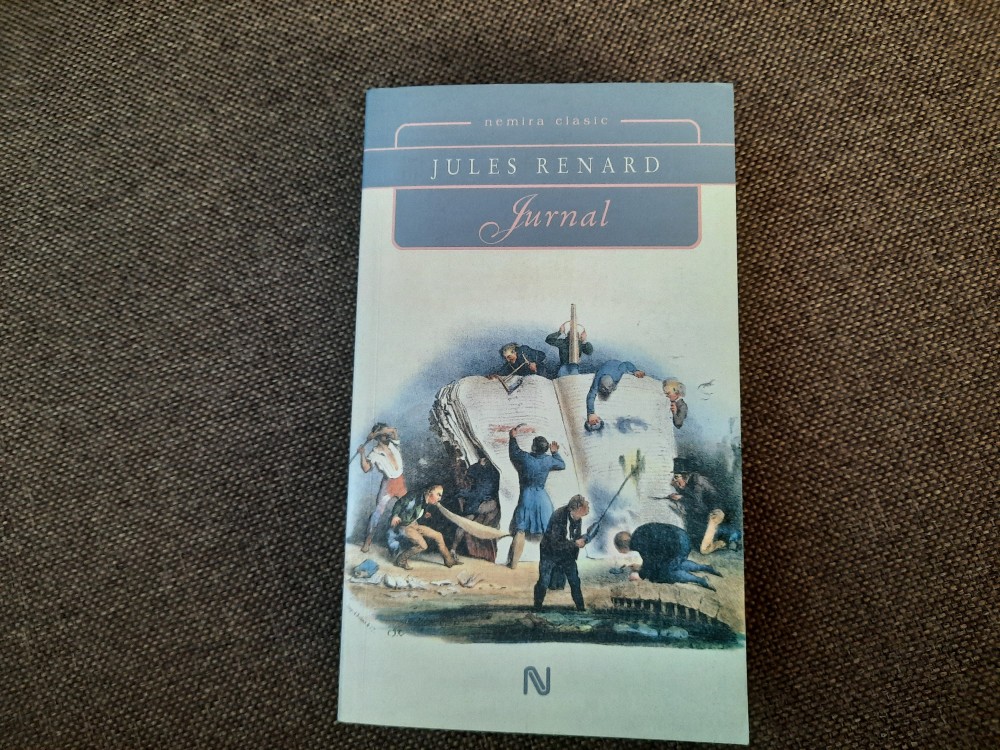 nemira clasic
JULES RENARD
Jurnal
N